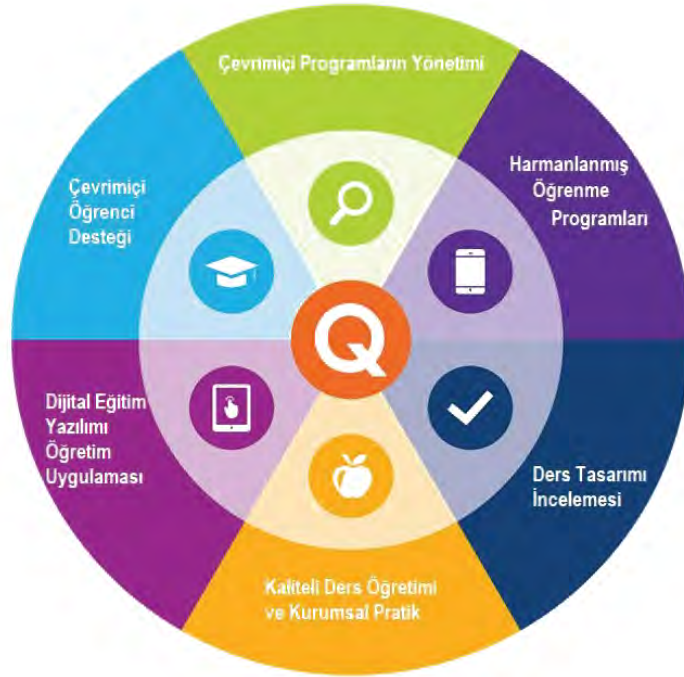 Çevrimiçi Programların Yönetimi
Harmanlanmış
Öğrenme
Programları
Ders Tasarımı
İncelemesi
Kaliteli Ders Öğretimi
ve Kurumsal Pratik
Dijital Eğitim
Yazılımı
Öğretim
Uygulaması
Çevrimiçi
Öğrenci
Desteği
Q